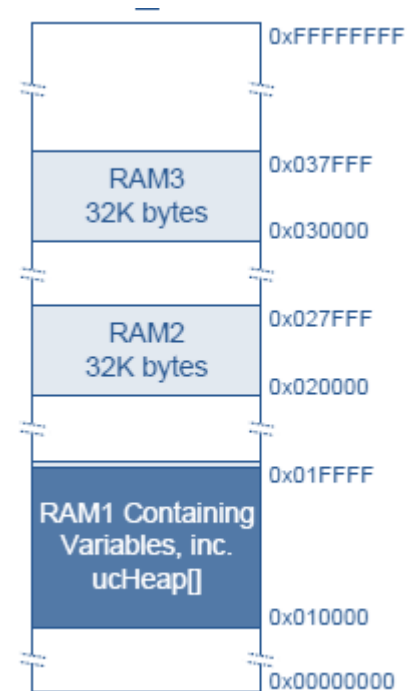 0xFFFFFFFF
0x037FFF
RAM3
32K bytes
0x030000
0x027FFF
RAM2
32K bytes
0x020000
0x01FFFF
RAM1 Containing
Variables, inc.
ucHeap[]
0x010000
0x00000000